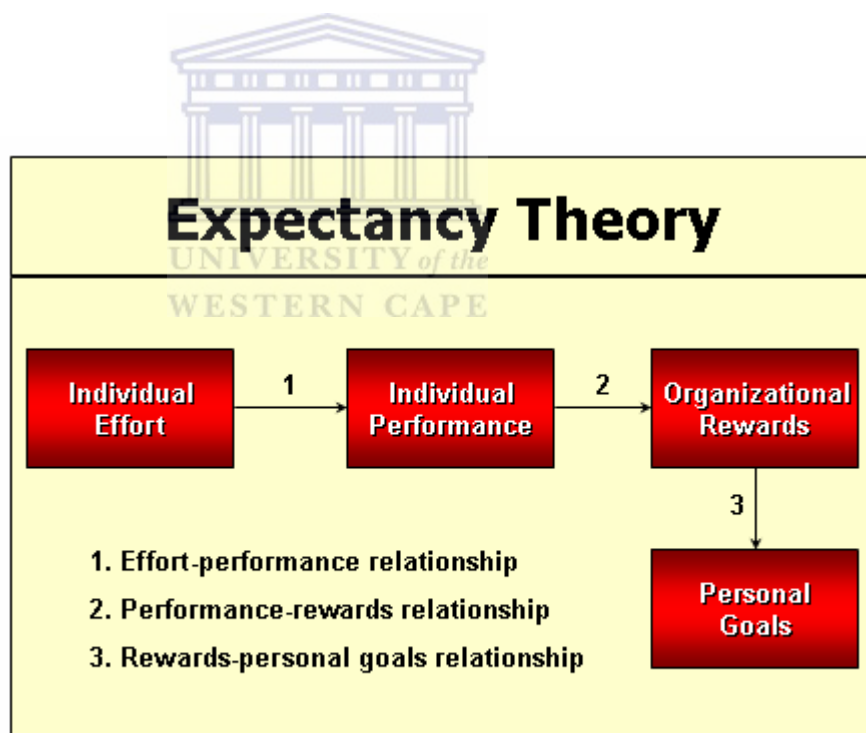 Expectancy Theory
UNIVERSITY of the
WESTERN CAPE
Individual
Effort
1
Individual
Performance
2
Organizational
Rewards
3
Personal
Goals
1. Effort-performance relationship
2. Performance-rewards relationship
3. Rewards-personal goals relationship